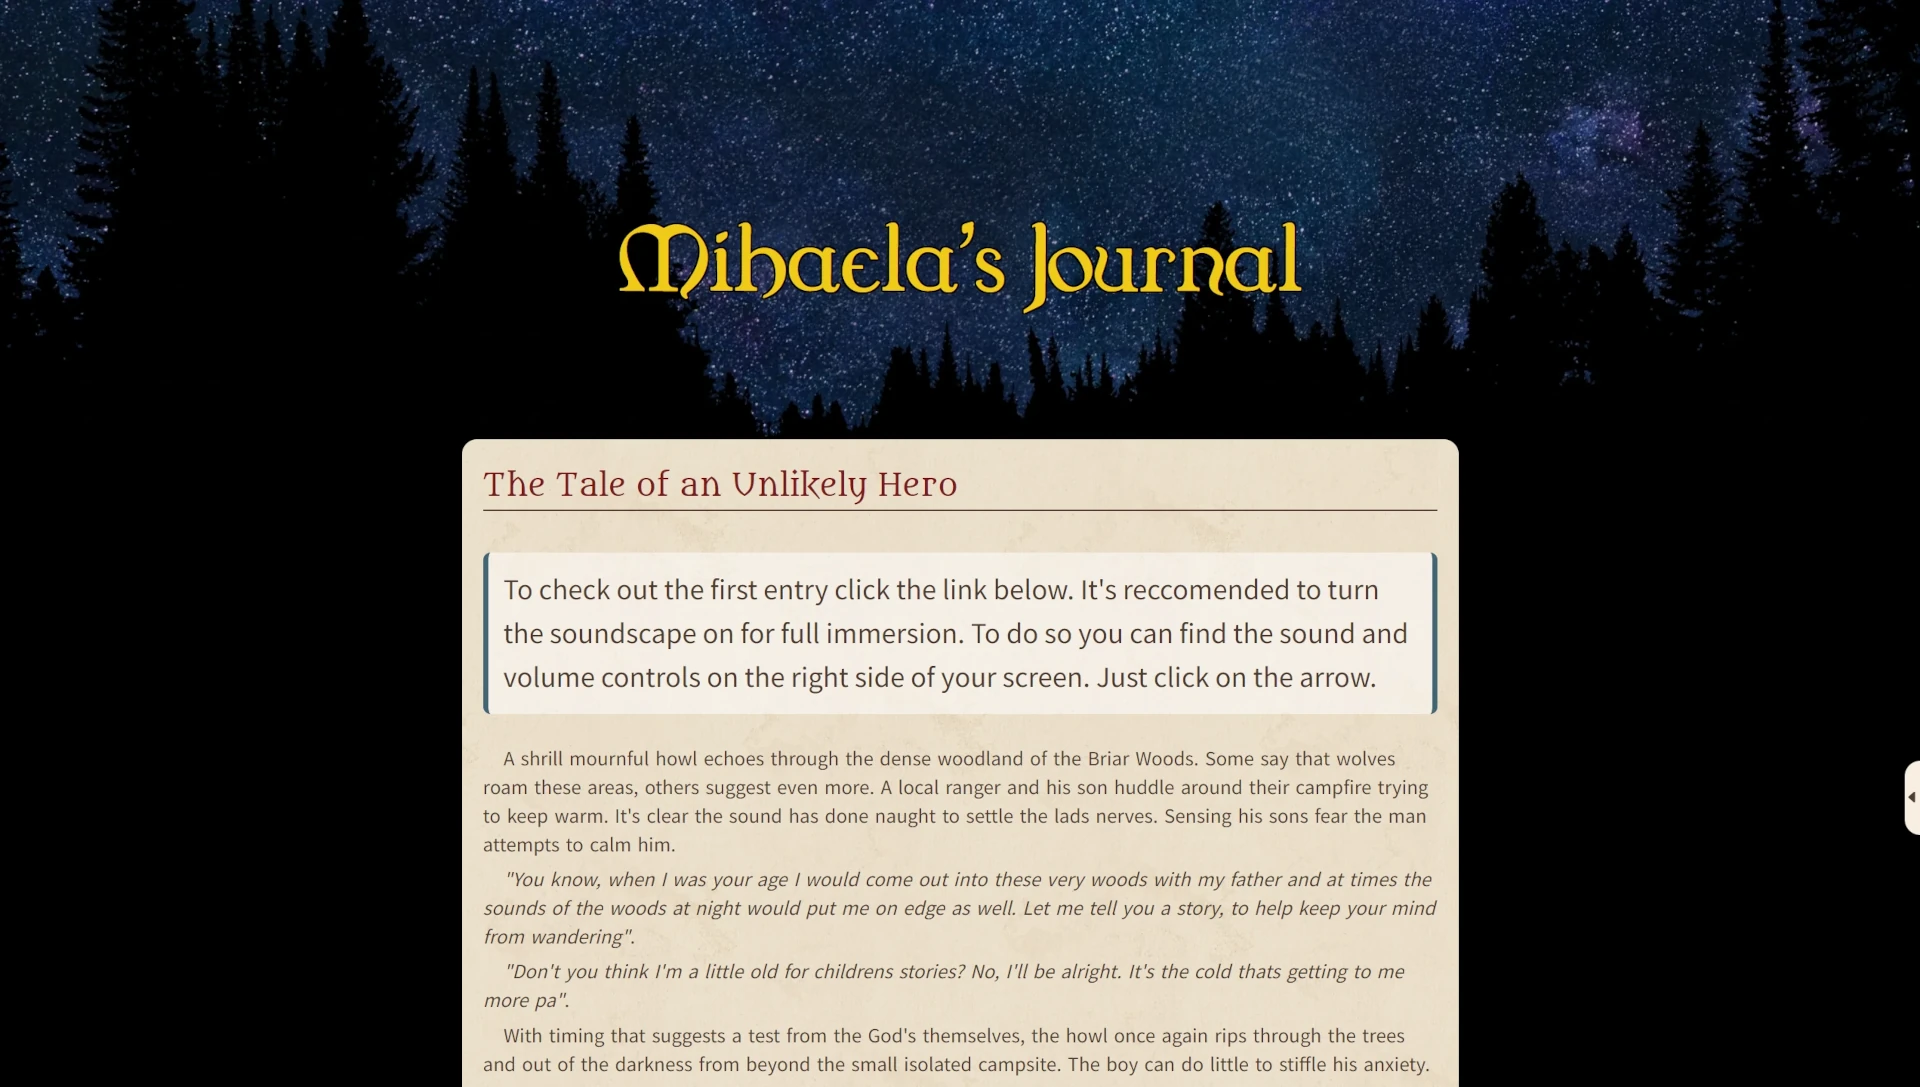 Mihaela's Journal
The Tale of an Unlikely Hero
To check out the first entry click the link below. It's reccomended to turn
the soundscape on for full immersion. To do so you can find the sound and
volume controls on the right side of your screen. Just click on the arrow.
A shrill mournful howl echoes through the dense woodland of the Briar Woods. Some say that wolves
roam these areas, others suggest even more. A local ranger and his son huddle around their campfire trying
to keep warm. It's clear the sound has done naught to settle the lads nerves. Sensing his sons fear the man
attempts to calm him.
"You know, when I was your age I would come out into these very woods with my father and at times the
sounds of the woods at night would put me on edge as well. Let me tell you a story, to help keep your mind
from wandering".
"Don't you think I'm a little old for childrens stories? No, I'll be alright. It's the cold thats getting to me
more pa".
With timing that suggests a test from the God's themselves, the howl once again rips through the trees
and out of the darkness from beyond the small isolated campsite. The boy can do little to stiffle his anxiety.